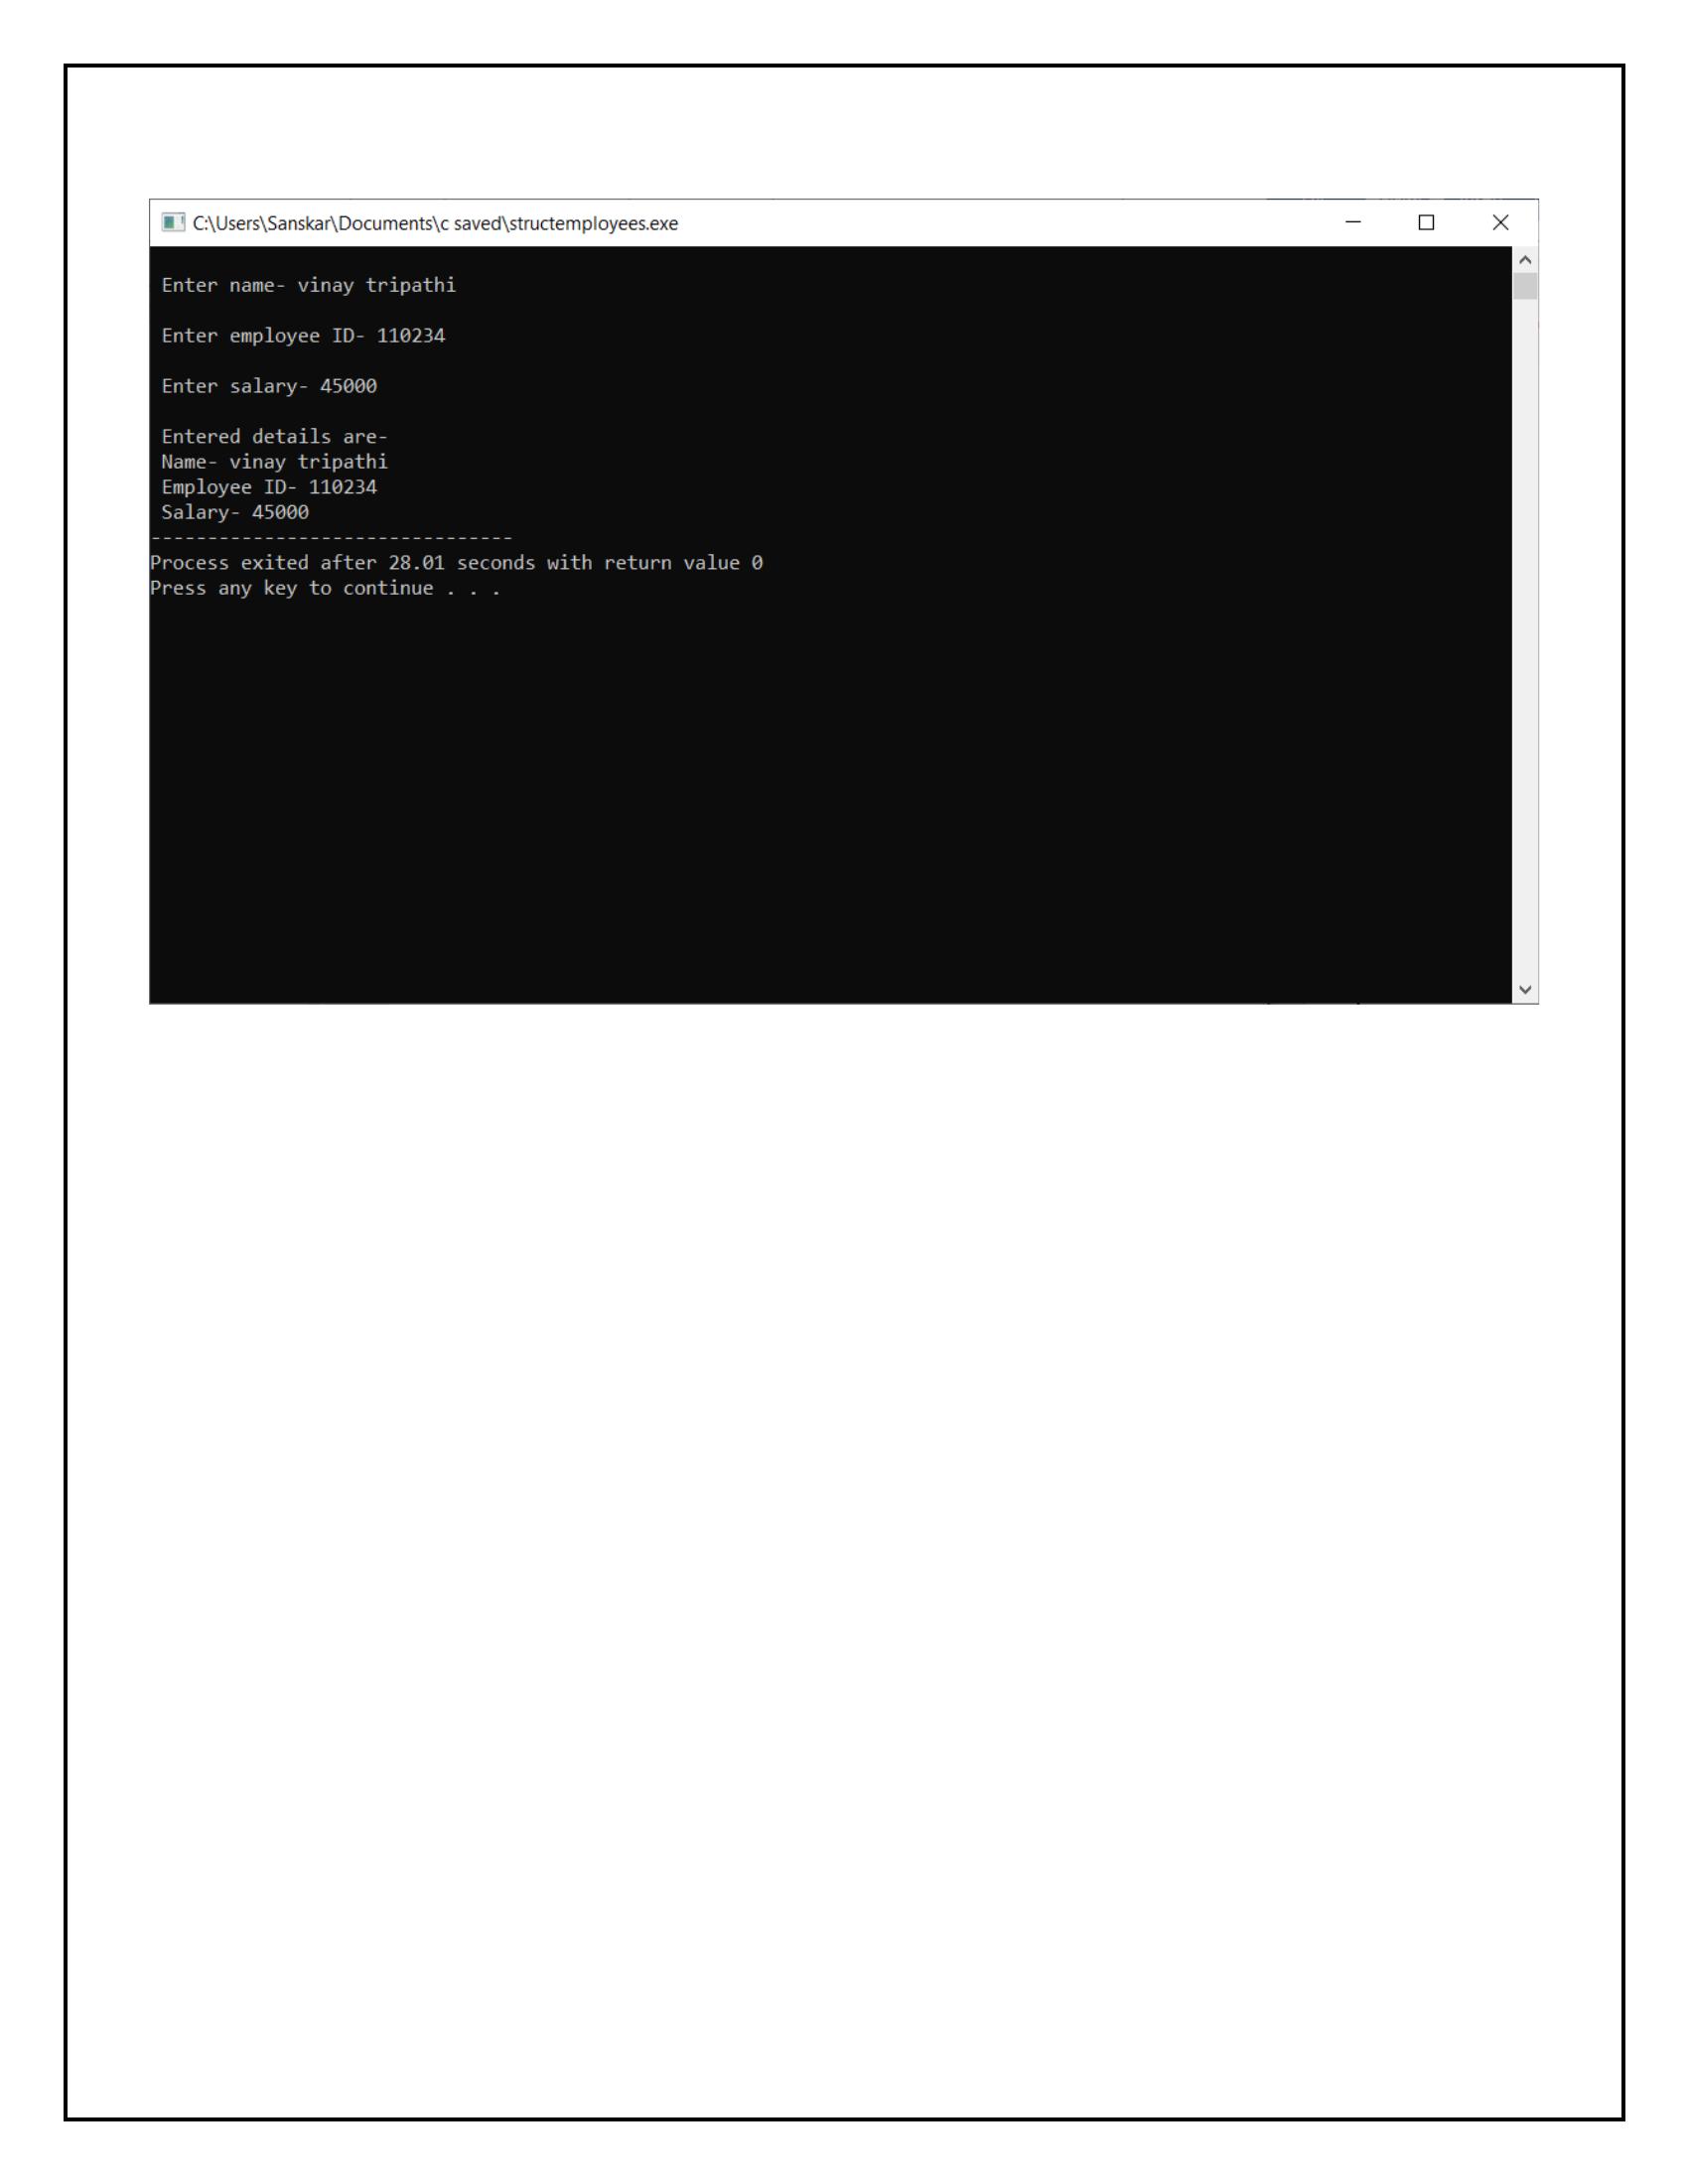 C:\Users\Sanskar\Documents\c saved\structemployees.exe
Enter name- vinay tripathi
Enter employee ID- 110234
Enter salary- 45000
Entered details are-
Name- vinay tripathi
Employee ID- 110234
Salary- 45000
--------------------------------
Process exited after 28.01 seconds with return value 0
Press any key to continue . . .